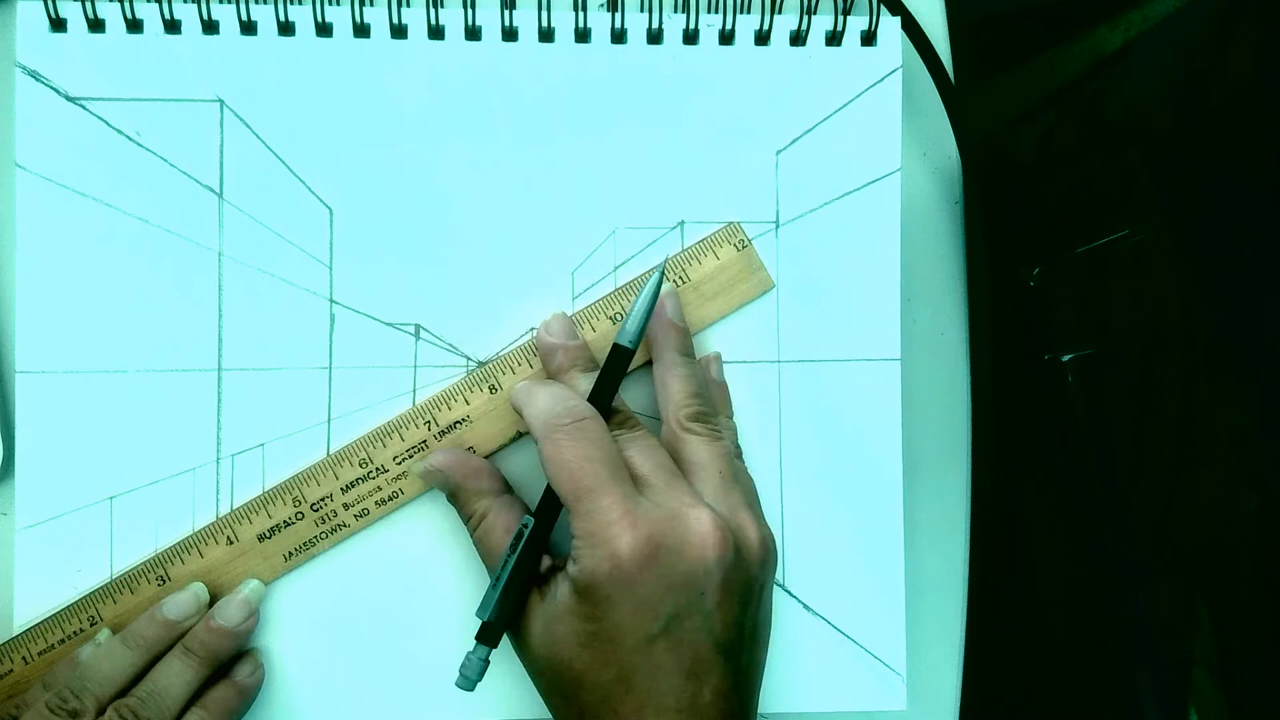 1 MADE IN U.S.A. 2 3 4 5 6 7 8 10 11 12
BUFFALO CITY MEDICAL CREDIT UNION
1313 Business Loop
JAMESTOWN, ND 58401